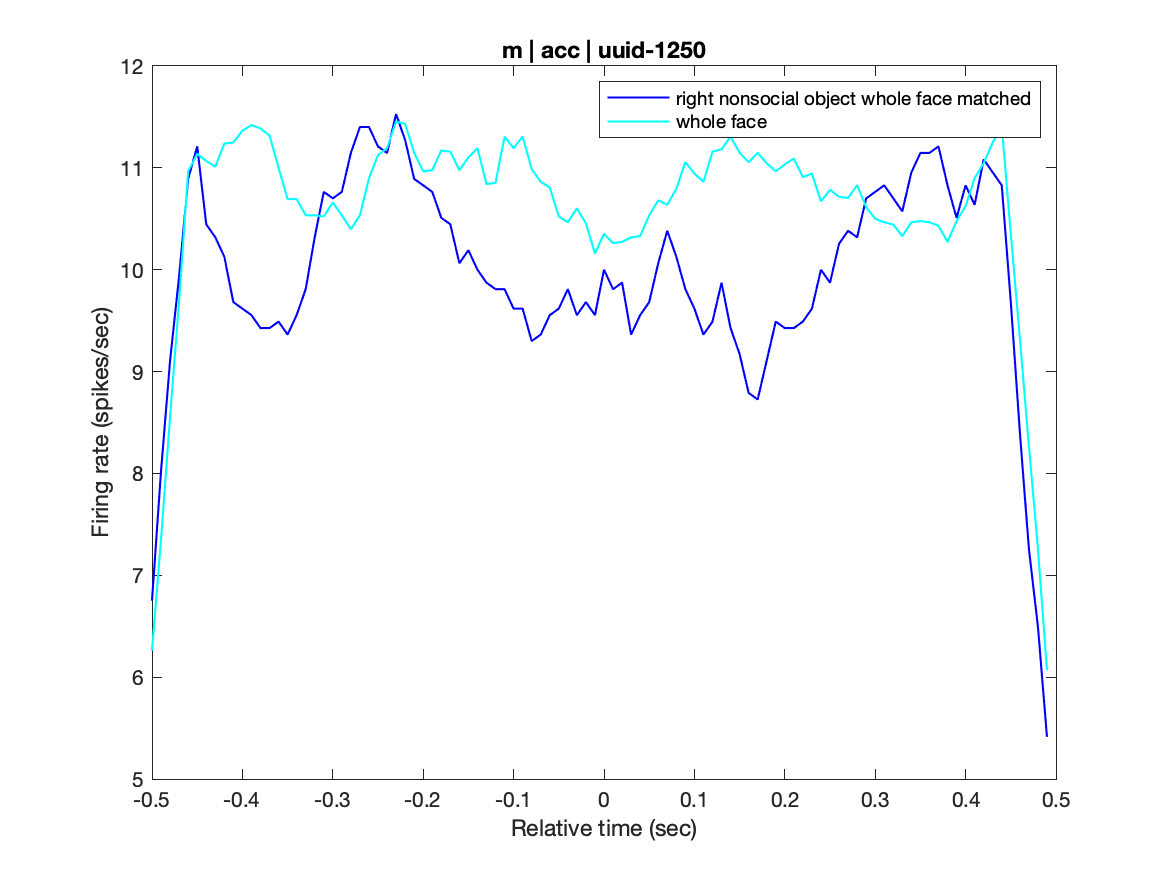 m | acc | uuid-1250
right nonsocial object whole face matched
whole face
12
11
10
9
8
7
6
5
Firing rate (spikes/sec)
-0.5 -0.4 -0.3 -0.2 -0.1 0 0.1 0.2 0.3 0.4 0.5
Relative time (sec)